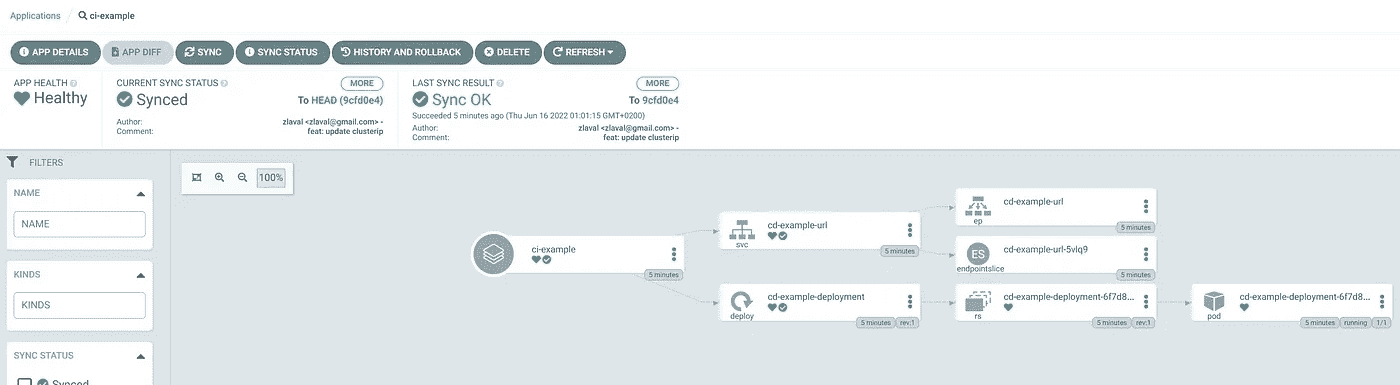 Applications / ci-example
APP DETAILS APP DIFF SYNC SYNC STATUS HISTORY AND ROLLBACK DELETE REFRESH
APP HEALTH
Healthy
CURRENT SYNC STATUS MORE
Synced To HEAD (9cfd0e4)
Author: zlaval <zlaval@gmail.com> -
Comment: feat: update clusterip
LAST SYNC RESULT MORE
Sync OK To 9cfd0e4
Succeeded 5 minutes ago (Thu Jun 16 2022 01:01:15 GMT+0200)
Author: zlaval <zlaval@gmail.com> -
Comment: feat: update clusterip
FILTERS
NAME
NAME
KINDS
KINDS
SYNC STATUS
Synced
100%
ci-example
5 minutes
svc
cd-example-url
5 minutes
deploy
cd-example-deployment
5 minutes rev:1
ep
cd-example-url
5 minutes
ES
endpointslice
cd-example-url-5vlq9
5 minutes
rs
cd-example-deployment-6f7d8...
5 minutes rev:1
pod
cd-example-deployment-6f7d8...
5 minutes running 1/1